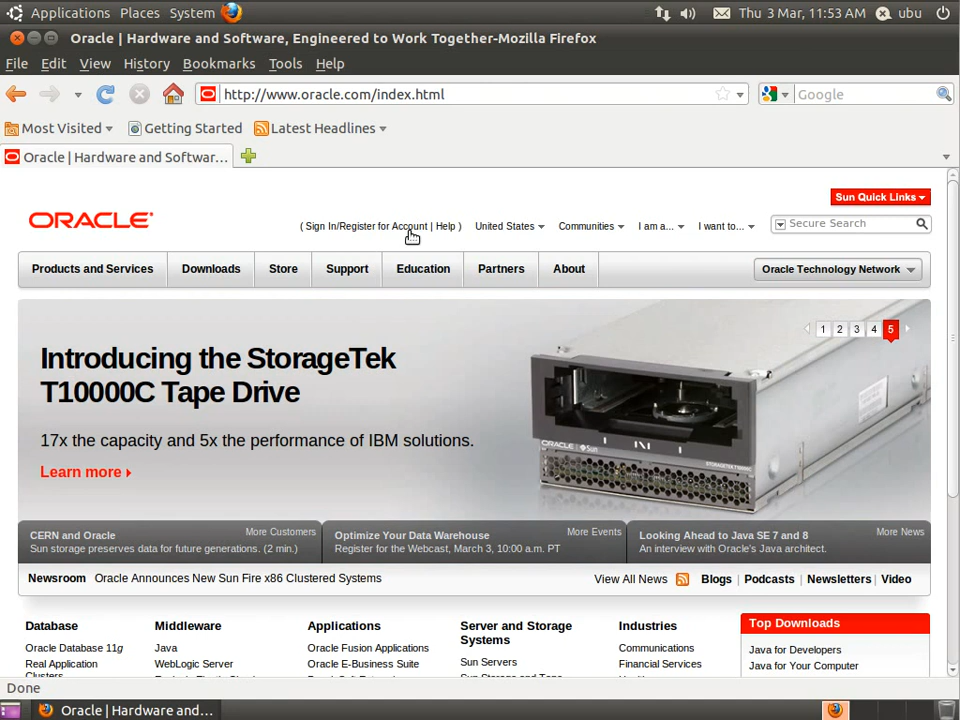 Applications Places System Thu 3 Mar, 11:53 AM ubu
Oracle | Hardware and Software, Engineered to Work Together-Mozilla Firefox
File Edit View History Bookmarks Tools Help
http://www.oracle.com/index.html Google
Most Visited Getting Started Latest Headlines
Oracle | Hardware and Softwar...
Sun Quick Links
ORACLE
( Sign In/Register for Account | Help ) United States Communities I am a... I want to... Secure Search
Products and Services Downloads Store Support Education Partners About Oracle Technology Network
1 2 3 4 5
Introducing the StorageTek
T10000C Tape Drive
17x the capacity and 5x the performance of IBM solutions.
Learn more
ORACLE Sun
STORAGETEK T10000C
CERN and Oracle More Customers
Sun storage preserves data for future generations. (2 min.)
Optimize Your Data Warehouse More Events
Register for the Webcast, March 3, 10:00 a.m. PT
Looking Ahead to Java SE 7 and 8 More News
An interview with Oracle's Java architect.
Newsroom Oracle Announces New Sun Fire x86 Clustered Systems View All News Blogs | Podcasts | Newsletters | Video
Database
Oracle Database 11g
Real Application
Clusters
Middleware
Java
WebLogic Server
Applications
Oracle Fusion Applications
Oracle E-Business Suite
Server and Storage
Systems
Sun Servers
Industries
Communications
Financial Services
Top Downloads
Java for Developers
Java for Your Computer
Done
Oracle | Hardware and...